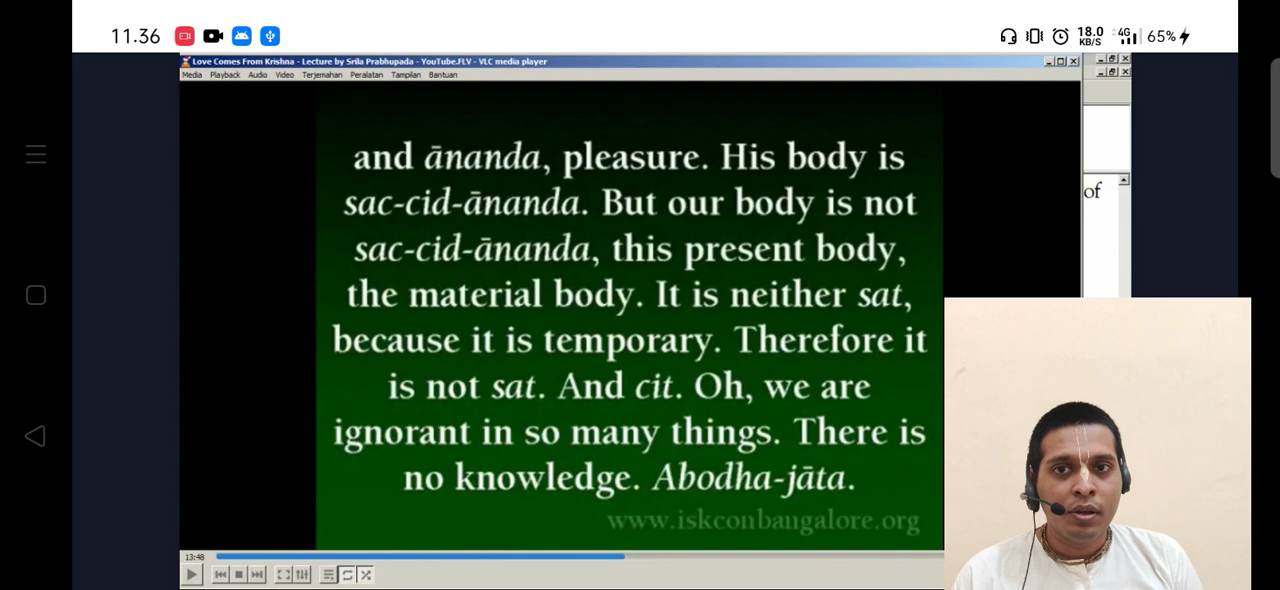 11.36
18.0
KB/S
4G
65%
Love Comes From Krishna - Lecture by Srila Prabhupada - YouTube.FLV - VLC media player
Media Playback Audio Video Terjemahan Peralatan Tampilan Bantuan
and ānanda, pleasure. His body is
sac-cid-ānanda. But our body is not
sac-cid-ānanda, this present body,
the material body. It is neither sat,
because it is temporary. Therefore it
is not sat. And cit. Oh, we are
ignorant in so many things. There is
no knowledge. Abodha-jāta.
www.iskconbangalore.org
of
13:48